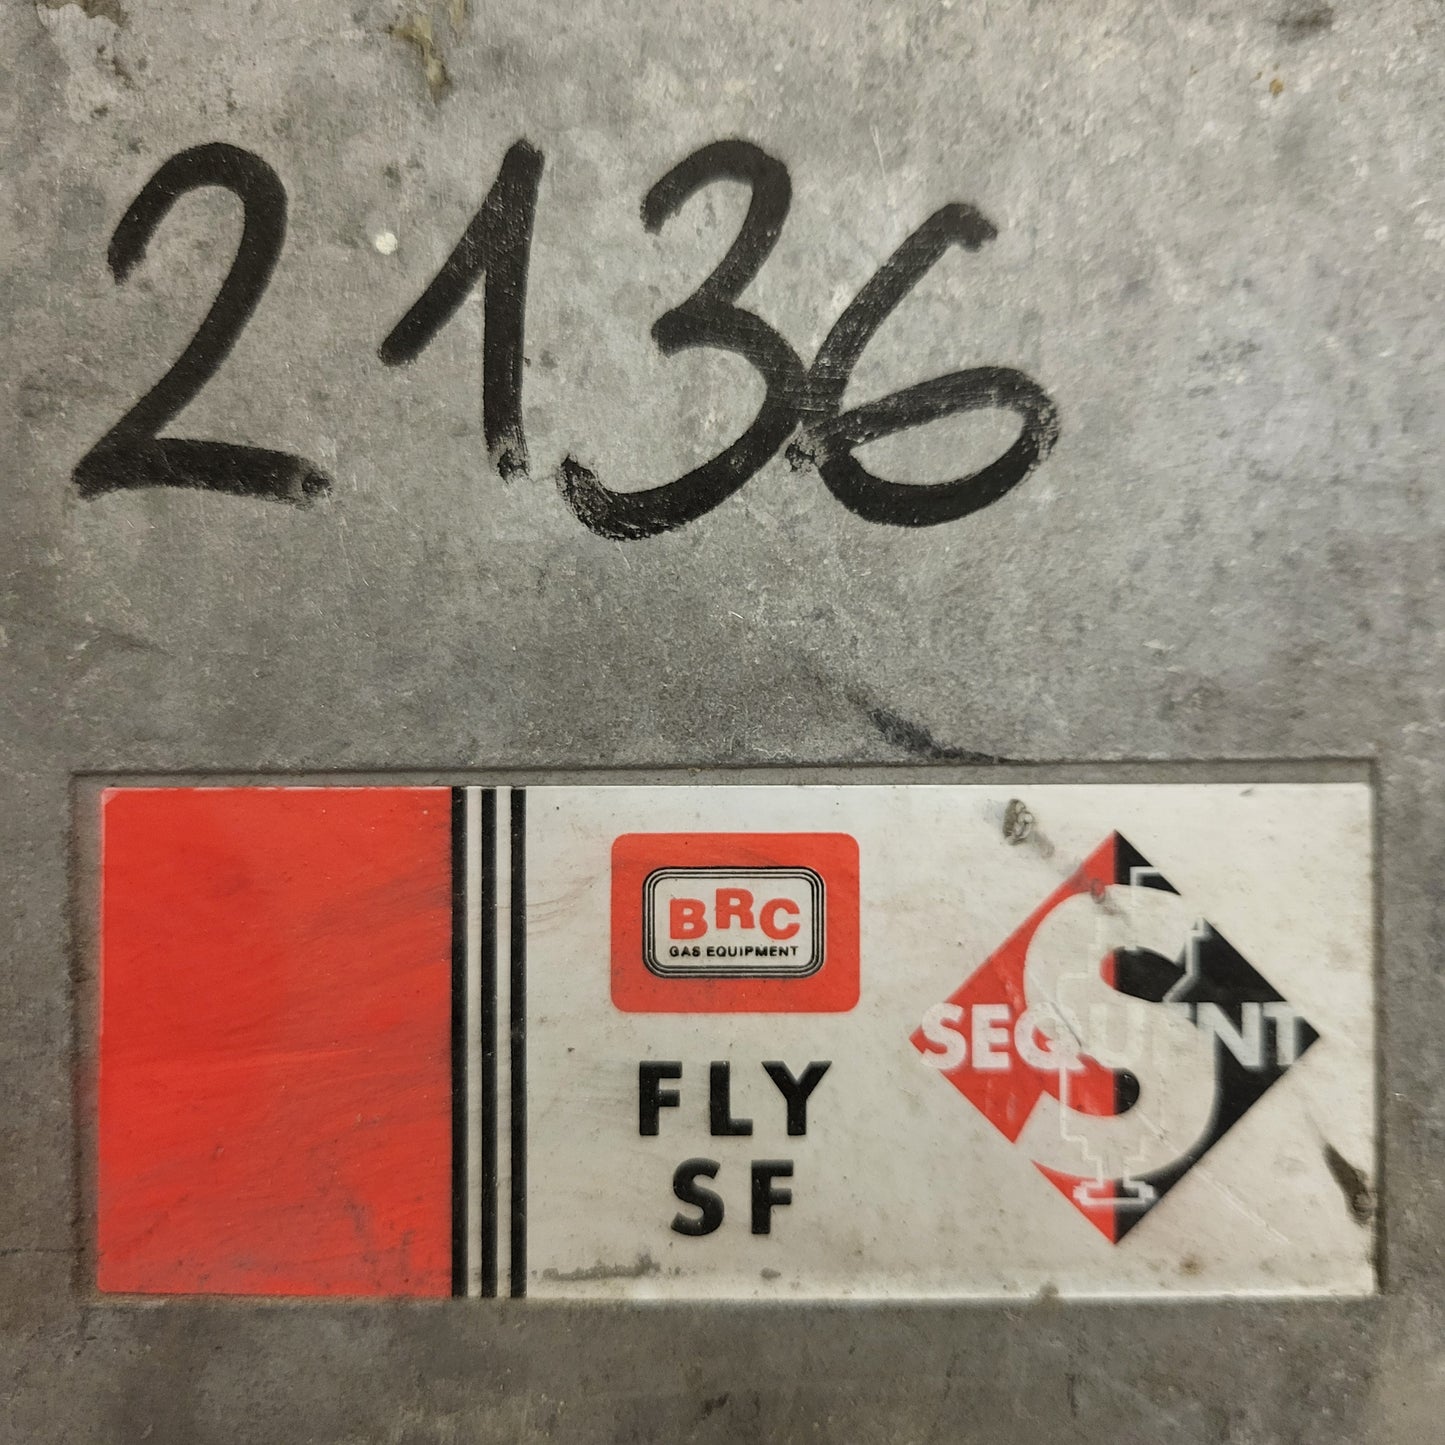 2136
BRC
GAS EQUIPMENT
FLY
SF
S
SEQUENT